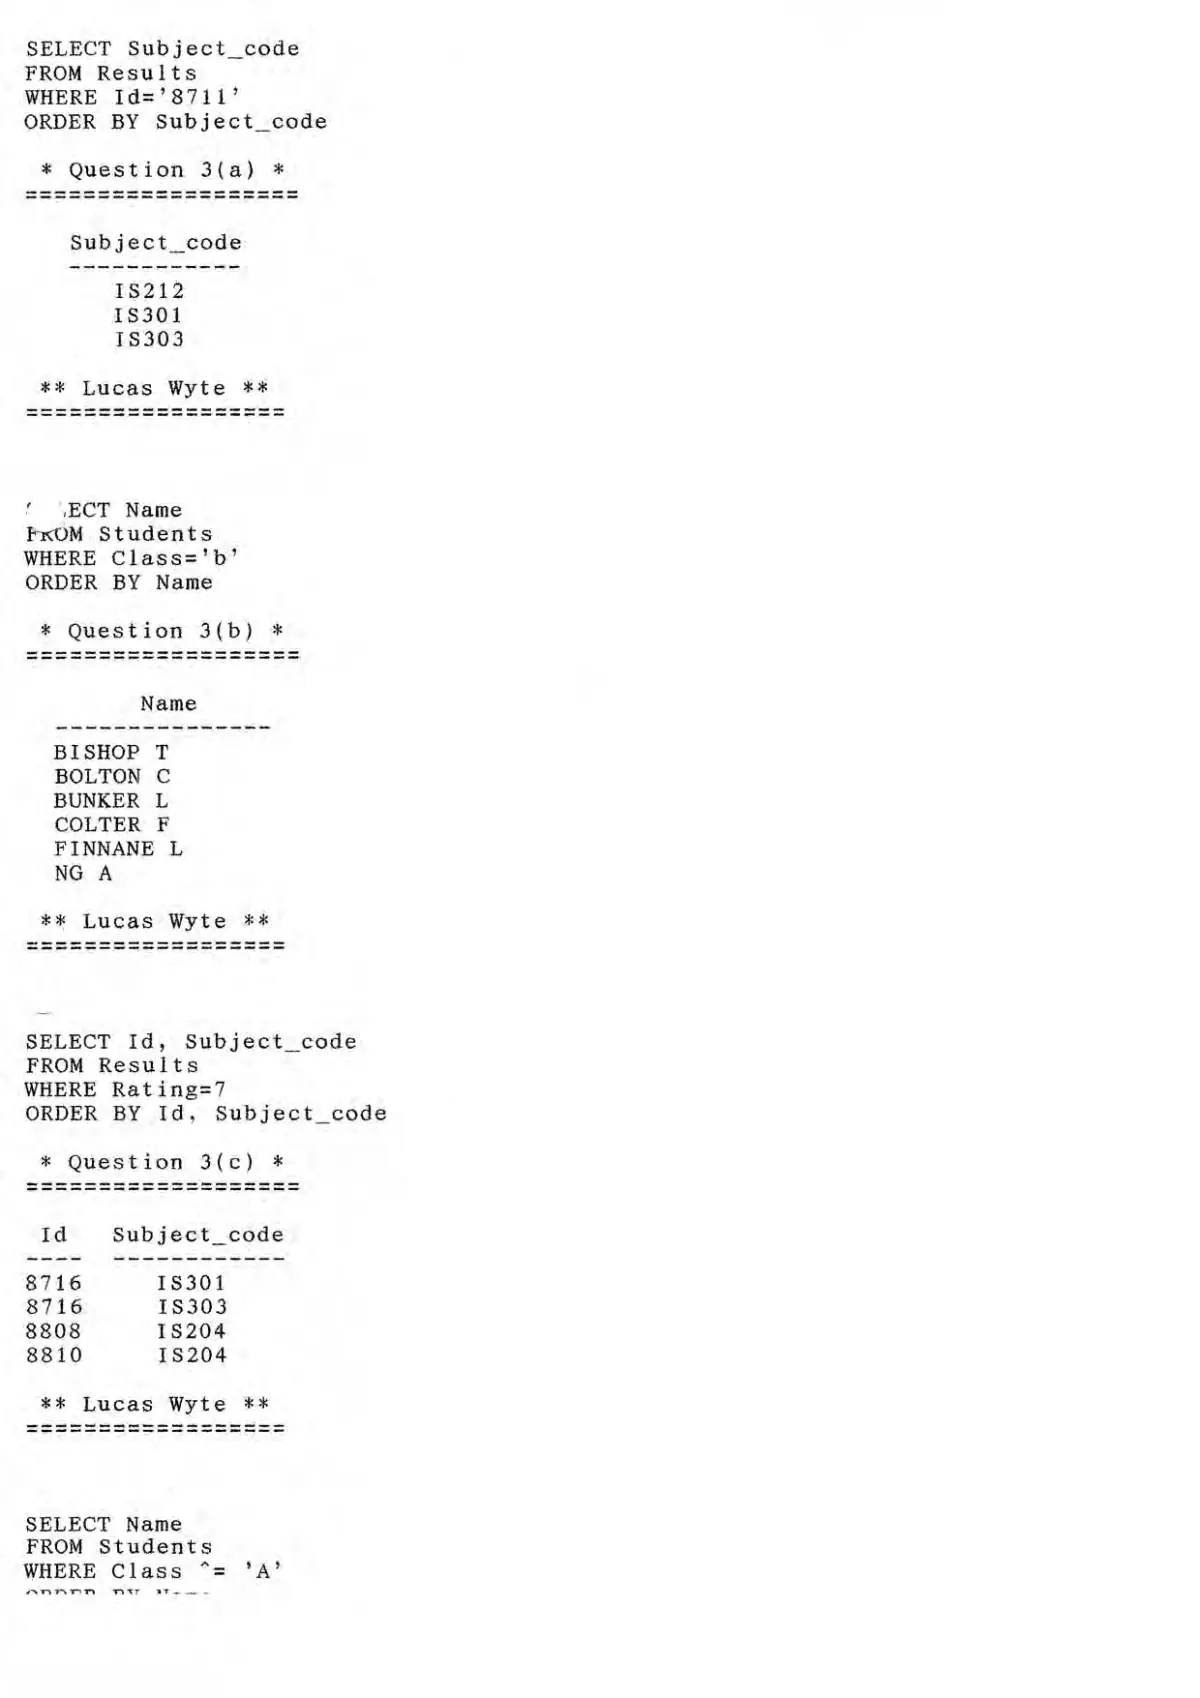 SELECT Subject_code
FROM Results
WHERE Id='8711'
ORDER BY Subject_code
* Question 3(a) *
===================
Subject_code
------------
IS212
IS301
IS303
** Lucas Wyte **
==================
ECT Name
FROM Students
WHERE Class='b'
ORDER BY Name
* Question 3(b) *
===================
Name
---------------
BISHOP T
BOLTON C
BUNKER L
COLTER F
FINNANE L
NG A
** Lucas Wyte **
==================
SELECT Id, Subject_code
FROM Results
WHERE Rating=7
ORDER BY Id, Subject_code
* Question 3(c) *
===================
Id Subject_code
---- ------------
8716 IS301
8716 IS303
8808 IS204
8810 IS204
** Lucas Wyte **
==================
SELECT Name
FROM Students
WHERE Class ^= 'A'